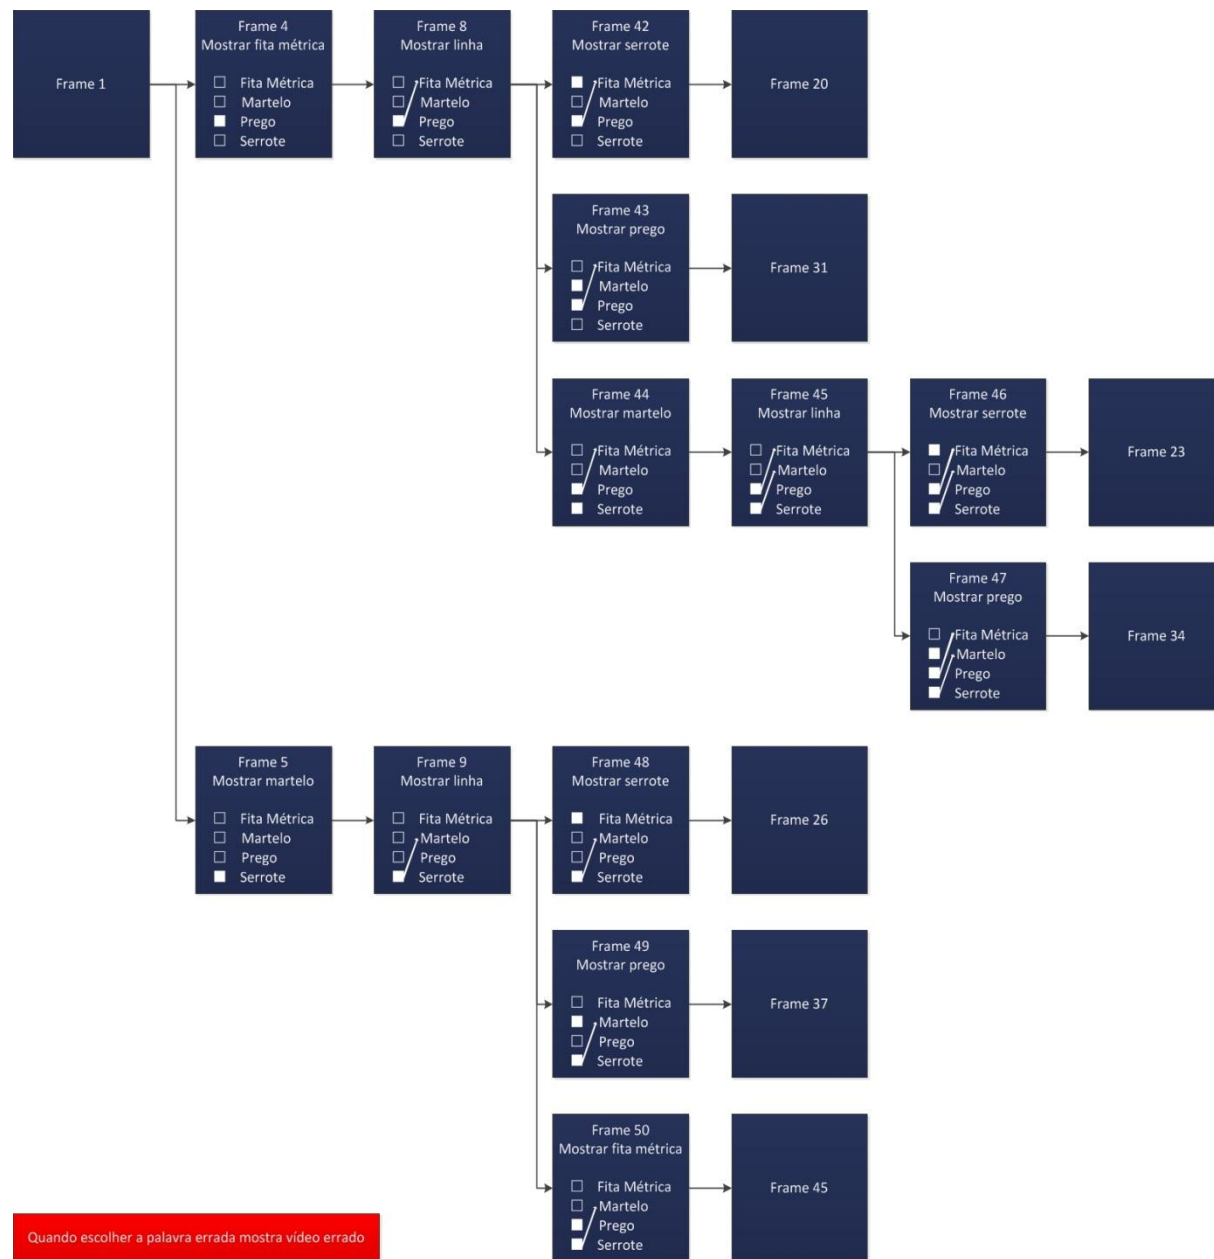 Frame 1
Frame 4
Mostrar fita métrica
Fita Métrica
Martelo
Prego
Serrote
Frame 8
Mostrar linha
Fita Métrica
Martelo
Prego
Serrote
Frame 42
Mostrar serrote
Fita Métrica
Martelo
Prego
Serrote
Frame 20
Frame 43
Mostrar prego
Fita Métrica
Martelo
Prego
Serrote
Frame 31
Frame 44
Mostrar martelo
Fita Métrica
Martelo
Prego
Serrote
Frame 45
Mostrar linha
Fita Métrica
Martelo
Prego
Serrote
Frame 46
Mostrar serrote
Fita Métrica
Martelo
Prego
Serrote
Frame 23
Frame 47
Mostrar prego
Fita Métrica
Martelo
Prego
Serrote
Frame 34
Frame 5
Mostrar martelo
Fita Métrica
Martelo
Prego
Serrote
Frame 9
Mostrar linha
Fita Métrica
Martelo
Prego
Serrote
Frame 48
Mostrar serrote
Fita Métrica
Martelo
Prego
Serrote
Frame 26
Frame 49
Mostrar prego
Fita Métrica
Martelo
Prego
Serrote
Frame 37
Frame 50
Mostrar fita métrica
Fita Métrica
Martelo
Prego
Serrote
Frame 45
Quando escolher a palavra errada mostra vídeo errado